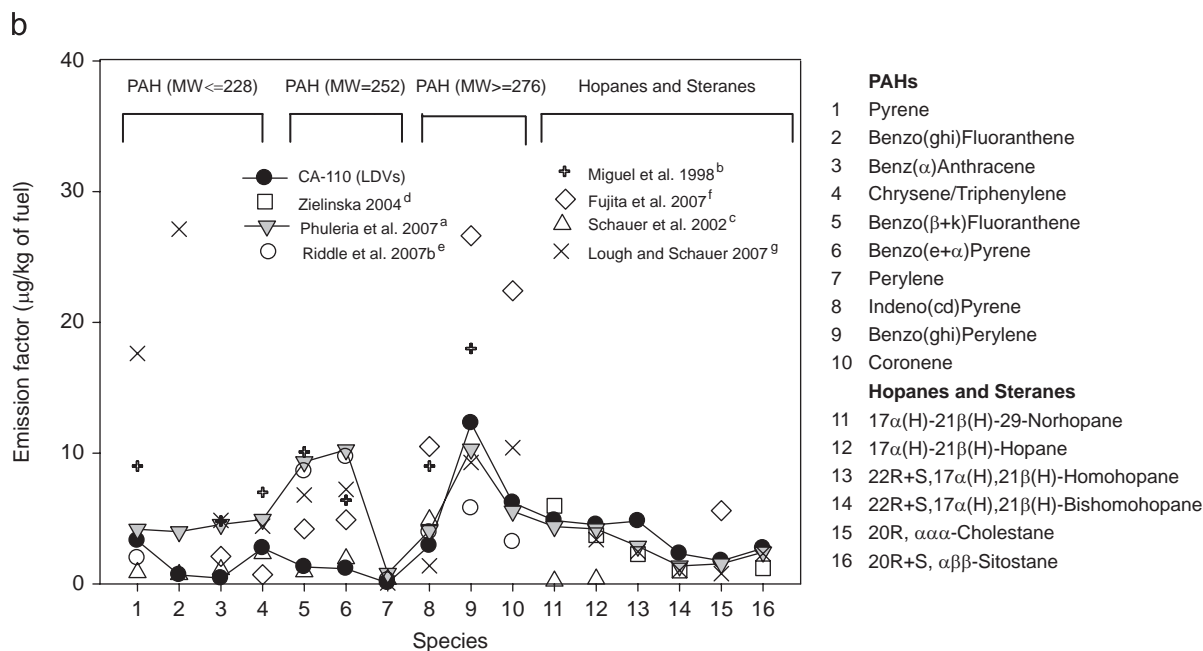 b
40
30
20
10
0
Emission factor (μg/kg of fuel)
PAH (MW<=228) PAH (MW=252) PAH (MW>=276) Hopanes and Steranes
CA-110 (LDVs)
Zielinska 2004d
Phuleria et al. 2007a
Riddle et al. 2007be
Miguel et al. 1998b
Fujita et al. 2007f
Schauer et al. 2002c
Lough and Schauer 2007g
1 2 3 4 5 6 7 8 9 10 11 12 13 14 15 16
Species
PAHs
1 Pyrene
2 Benzo(ghi)Fluoranthene
3 Benz(α)Anthracene
4 Chrysene/Triphenylene
5 Benzo(β+k)Fluoranthene
6 Benzo(e+α)Pyrene
7 Perylene
8 Indeno(cd)Pyrene
9 Benzo(ghi)Perylene
10 Coronene
Hopanes and Steranes
11 17α(H)-21β(H)-29-Norhopane
12 17α(H)-21β(H)-Hopane
13 22R+S,17α(H),21β(H)-Homohopane
14 22R+S,17α(H),21β(H)-Bishomohopane
15 20R, ααα-Cholestane
16 20R+S, αββ-Sitostane